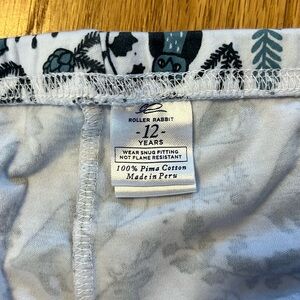 ROLLER RABBIT
-12-
YEARS
WEAR SNUG FITTING
NOT FLAME RESISTANT
100% Pima Cotton
Made in Peru